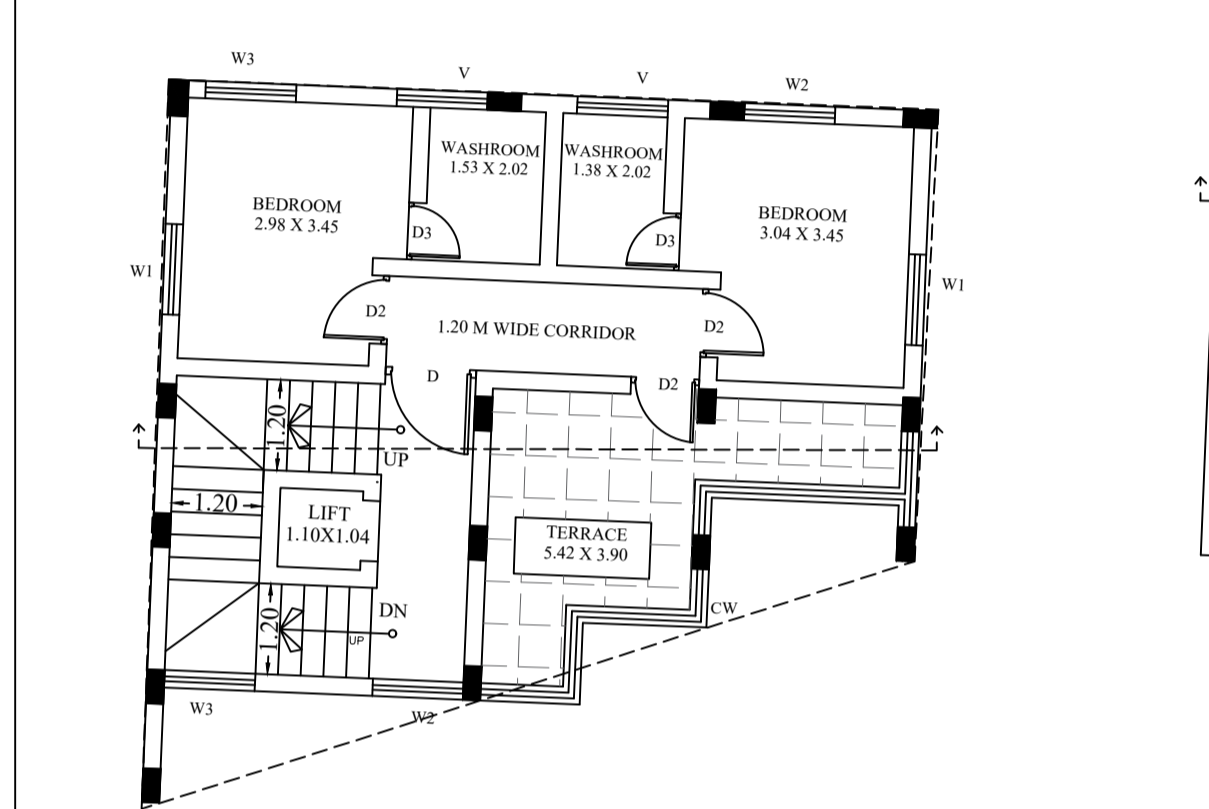 W3
V
V
W2
WASHROOM
1.53 X 2.02
WASHROOM
1.38 X 2.02
BEDROOM
2.98 X 3.45
BEDROOM
3.04 X 3.45
D3
D3
W1
W1
D2
1.20 M WIDE CORRIDOR
D2
D
D2
1.20
UP
1.20
LIFT
1.10X1.04
TERRACE
5.42 X 3.90
1.20
UP
DN
CW
W3
W2